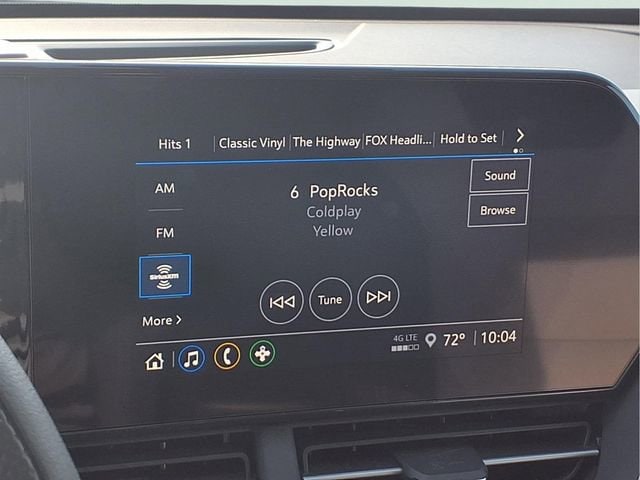 Hits 1 Classic Vinyl The Highway FOX Headli... Hold to Set
AM
6 PopRocks
Sound
Coldplay
Browse
FM
Yellow
SiriusXM
Tune
More >
4G LTE 72° 10:04